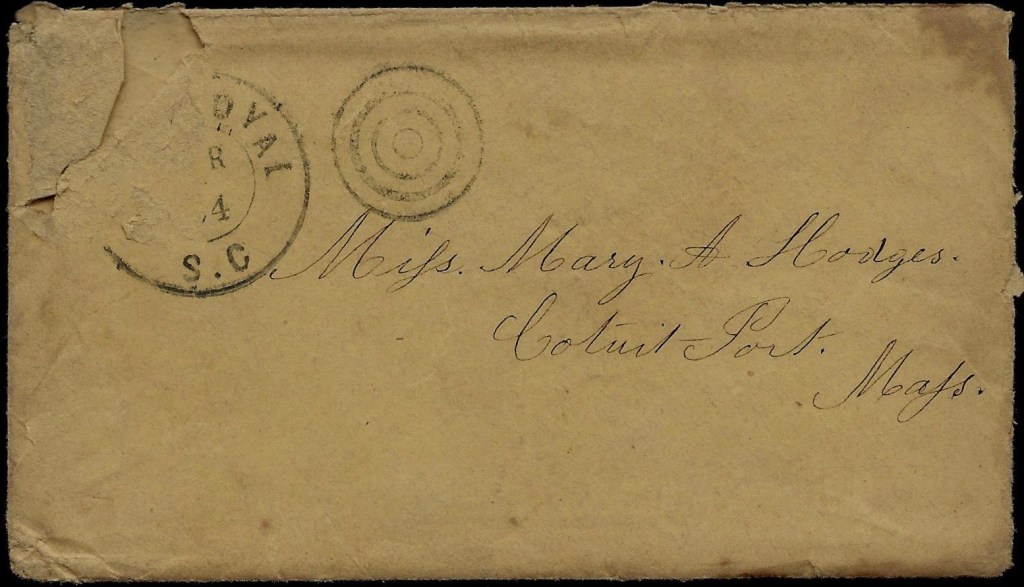 OYAL
R
4
S.C
Miſs. Mary. A Hodges.
Cotuit Port.
Maſs.